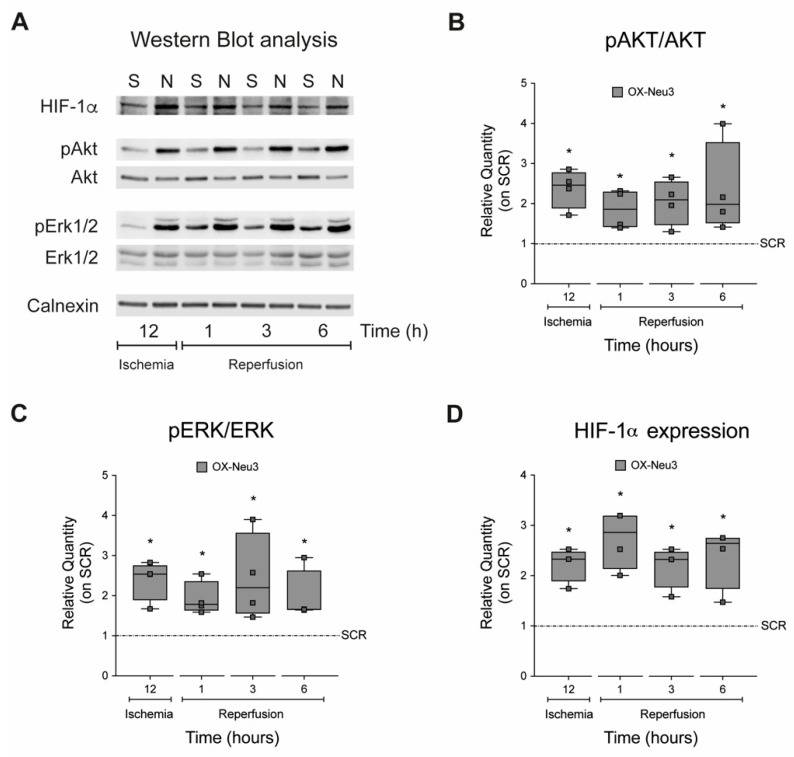 A
Western Blot analysis
S N S N S N S N
HIF-1α
pAkt
Akt
pErk1/2
Erk1/2
Calnexin
12 1 3 6 Time (h)
Ischemia Reperfusion
B
pAKT/AKT
OX-Neu3
Relative Quantity
(on SCR)
5
4
3
2
1
0
* * * *
SCR
12 1 3 6
Ischemia Reperfusion
Time (hours)
C
pERK/ERK
OX-Neu3
Relative Quantity
(on SCR)
5
4
3
2
1
0
* * * *
SCR
12 1 3 6
Ischemia Reperfusion
Time (hours)
D
HIF-1α expression
OX-Neu3
Relative Quantity
(on SCR)
4
3
2
1
0
* * * *
SCR
12 1 3 6
Ischemia Reperfusion
Time (hours)